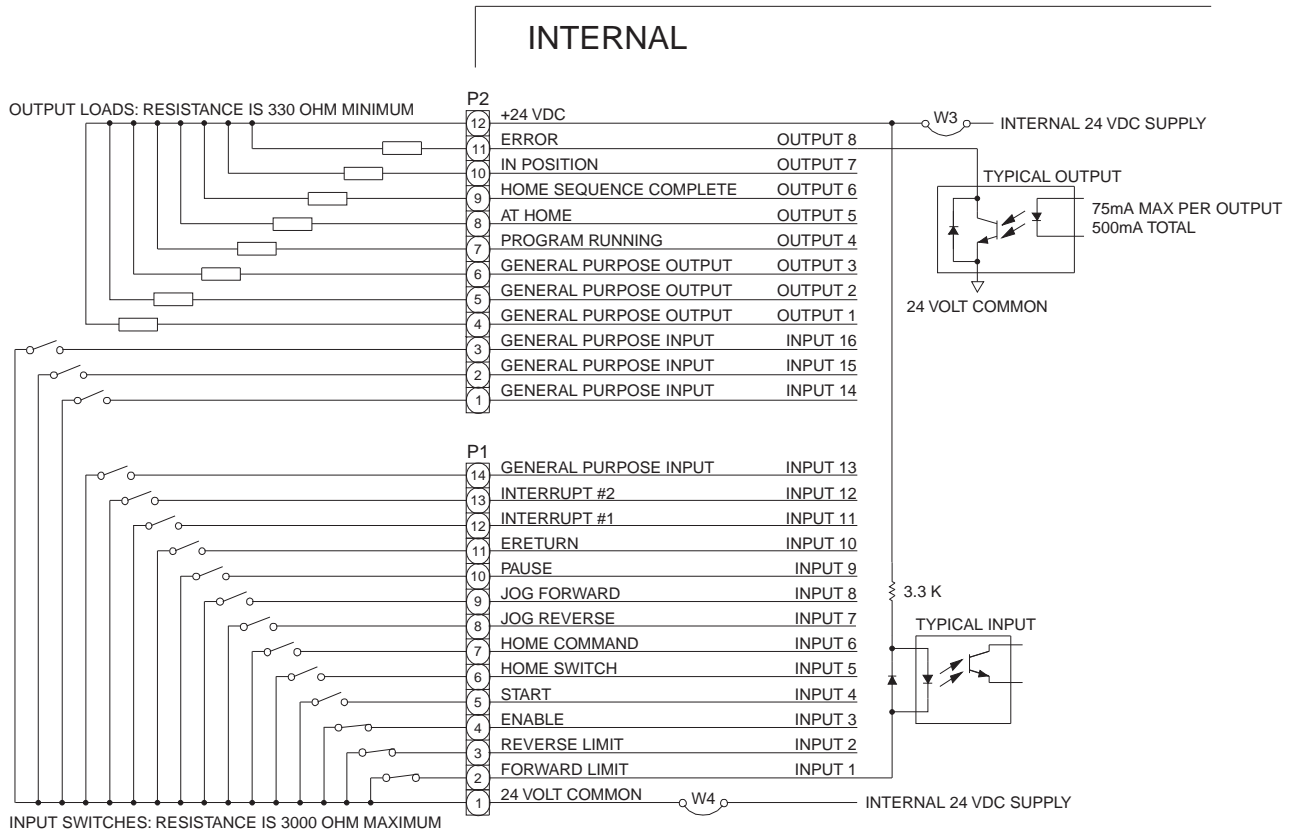 INTERNAL
OUTPUT LOADS: RESISTANCE IS 330 OHM MINIMUM
P2
12 +24 VDC W3 INTERNAL 24 VDC SUPPLY
11 ERROR OUTPUT 8
10 IN POSITION OUTPUT 7
9 HOME SEQUENCE COMPLETE OUTPUT 6
8 AT HOME OUTPUT 5
7 PROGRAM RUNNING OUTPUT 4
6 GENERAL PURPOSE OUTPUT OUTPUT 3
5 GENERAL PURPOSE OUTPUT OUTPUT 2
4 GENERAL PURPOSE OUTPUT OUTPUT 1
3 GENERAL PURPOSE INPUT INPUT 16
2 GENERAL PURPOSE INPUT INPUT 15
1 GENERAL PURPOSE INPUT INPUT 14
TYPICAL OUTPUT
75mA MAX PER OUTPUT
500mA TOTAL
24 VOLT COMMON
P1
14 GENERAL PURPOSE INPUT INPUT 13
13 INTERRUPT #2 INPUT 12
12 INTERRUPT #1 INPUT 11
11 ERETURN INPUT 10
10 PAUSE INPUT 9
9 JOG FORWARD INPUT 8
8 JOG REVERSE INPUT 7
7 HOME COMMAND INPUT 6
6 HOME SWITCH INPUT 5
5 START INPUT 4
4 ENABLE INPUT 3
3 REVERSE LIMIT INPUT 2
2 FORWARD LIMIT INPUT 1
1 24 VOLT COMMON W4 INTERNAL 24 VDC SUPPLY
3.3 K
TYPICAL INPUT
INPUT SWITCHES: RESISTANCE IS 3000 OHM MAXIMUM